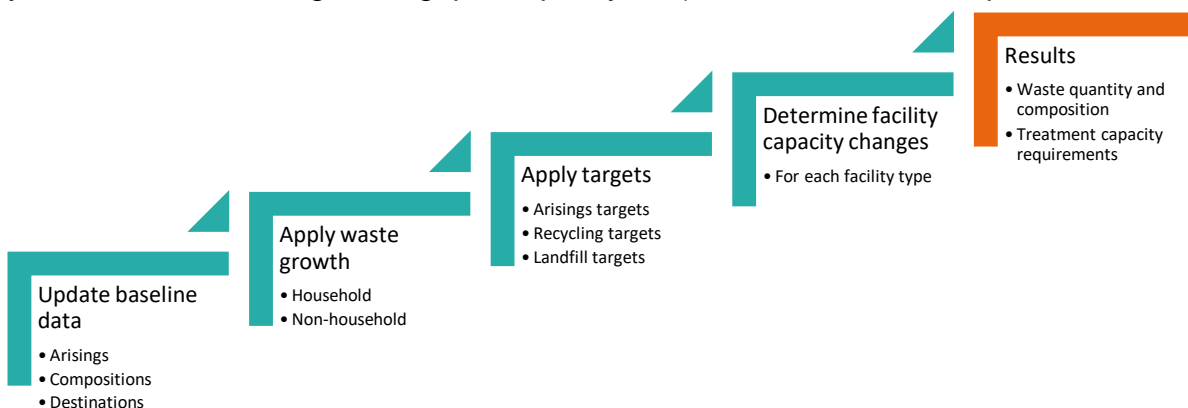 Update baseline
data
• Arisings
• Compositions
• Destinations
Apply waste
growth
• Household
• Non-household
Apply targets
• Arisings targets
• Recycling targets
• Landfill targets
Determine facility
capacity changes
• For each facility type
Results
• Waste quantity and
composition
• Treatment capacity
requirements